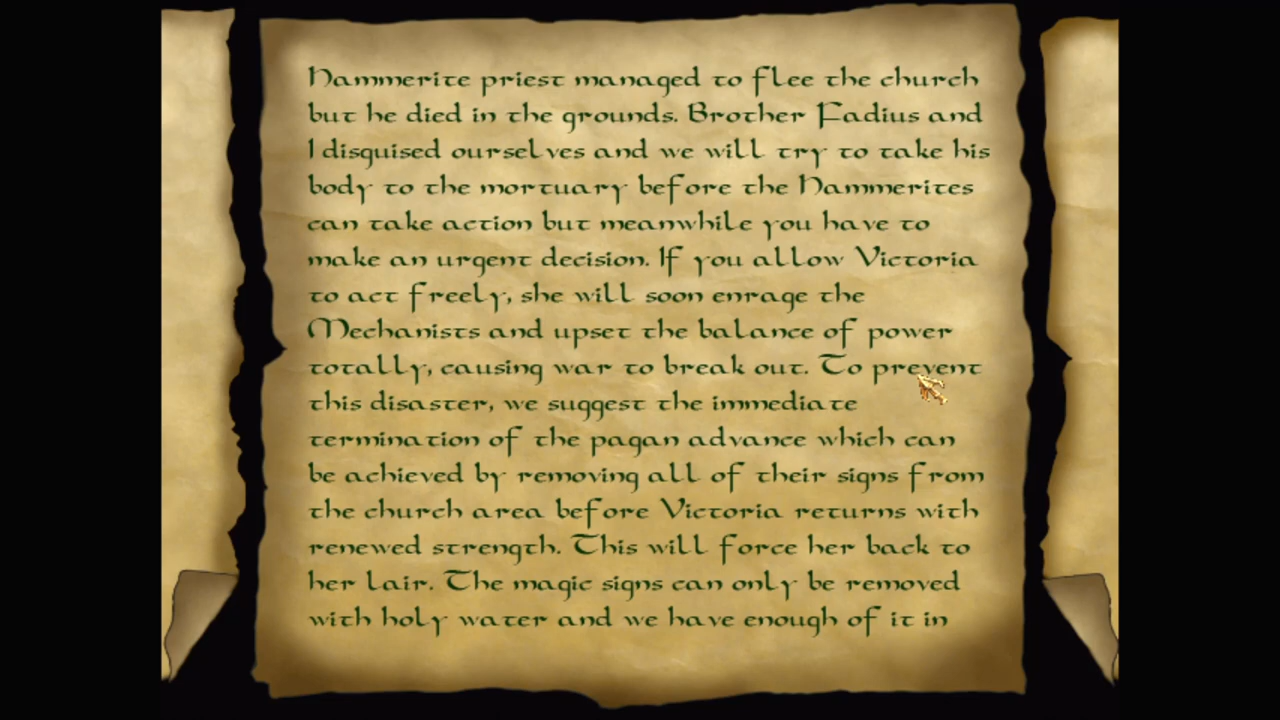 Hammerite priest managed to flee the church
but he died in the grounds. Brother Fadius and
I disguised ourselves and we will try to take his
body to the mortuary before the Hammerites
can take action but meanwhile you have to
make an urgent decision. If you allow Victoria
to act freely, she will soon enrage the
Mechanists and upset the balance of power
totally, causing war to break out. To prevent
this disaster, we suggest the immediate
termination of the pagan advance which can
be achieved by removing all of their signs from
the church area before Victoria returns with
renewed strength. This will force her back to
her lair. The magic signs can only be removed
with holy water and we have enough of it in